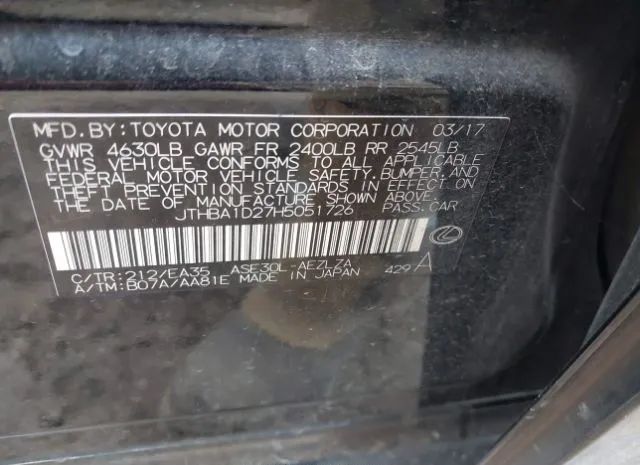 MFD. BY: TOYOTA MOTOR CORPORATION 03/17
GVWR 4630LB GAWR FR 2400LB RR 2545LB
THIS VEHICLE CONFORMS TO ALL APPLICABLE
FEDERAL MOTOR VEHICLE SAFETY, BUMPER, AND
THEFT PREVENTION STANDARDS IN EFFECT ON
THE DATE OF MANUFACTURE SHOWN ABOVE.
JTHBA1D27H5051726 PASS. CAR
C/TR: 212/EA35 ASE30L-AEZLZA 429 A
A/TM: B07A/AA81E MADE IN JAPAN